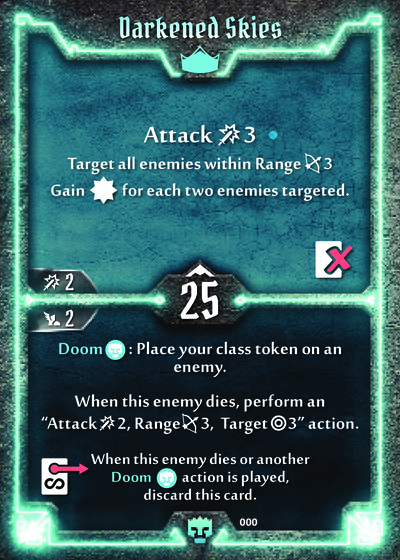 Darkened Skies
Attack 3
Target all enemies within Range 3
Gain for each two enemies targeted.
2
25
2
Doom : Place your class token on an
enemy.
When this enemy dies, perform an
“Attack 2, Range 3, Target 3” action.
When this enemy dies or another
Doom action is played,
discard this card.
000